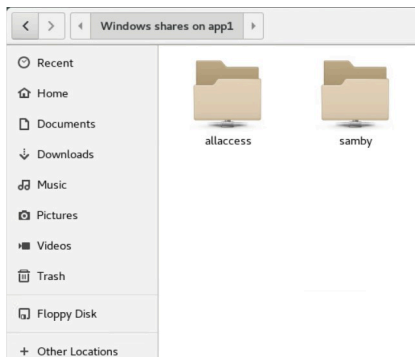 Windows shares on app1
Recent
Home
Documents
Downloads
Music
Pictures
Videos
Trash
Floppy Disk
+ Other Locations
allaccess
samby